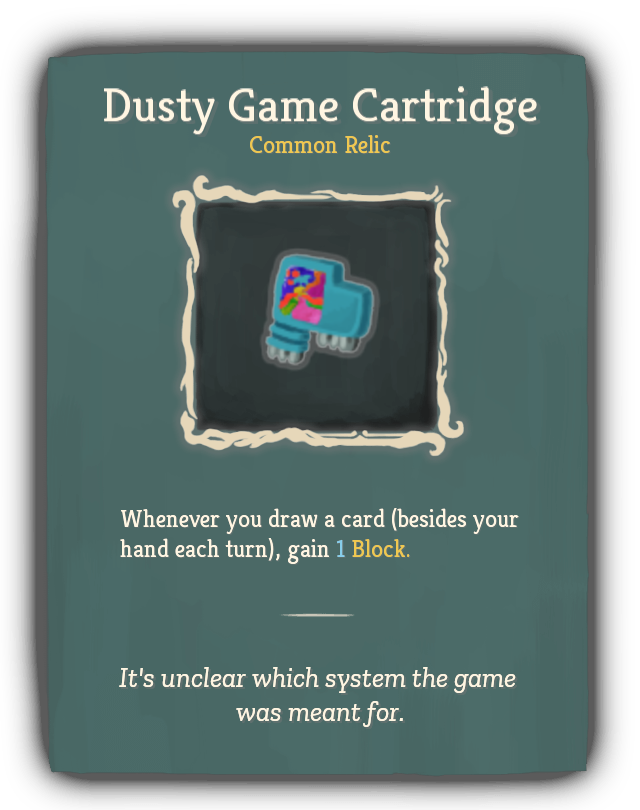 Dusty Game Cartridge
Common Relic
Whenever you draw a card (besides your
hand each turn), gain 1 Block.
It's unclear which system the game
was meant for.